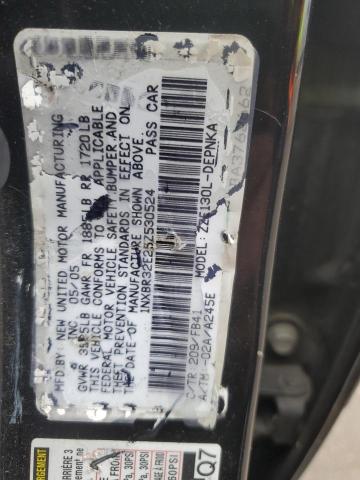 MFD. BY NEW UNITED MOTOR MANUFACTURING
INC 05/05
GVWR 3585LB GAWR FR 1885LB RR 1720LB
THIS VEHICLE CONFORMS TO ALL APPLICABLE
FEDERAL MOTOR VEHICLE SAFETY, BUMPER, AND
THEFT PREVENTION STANDARDS IN EFFECT ON
THE DATE OF MANUFACTURE SHOWN ABOVE.
1NXBR32E25Z530524 PASS CAR
MODEL: ZZE130L-DEPNKA
C/TR 209/FB41
A/TM -02A/A245E